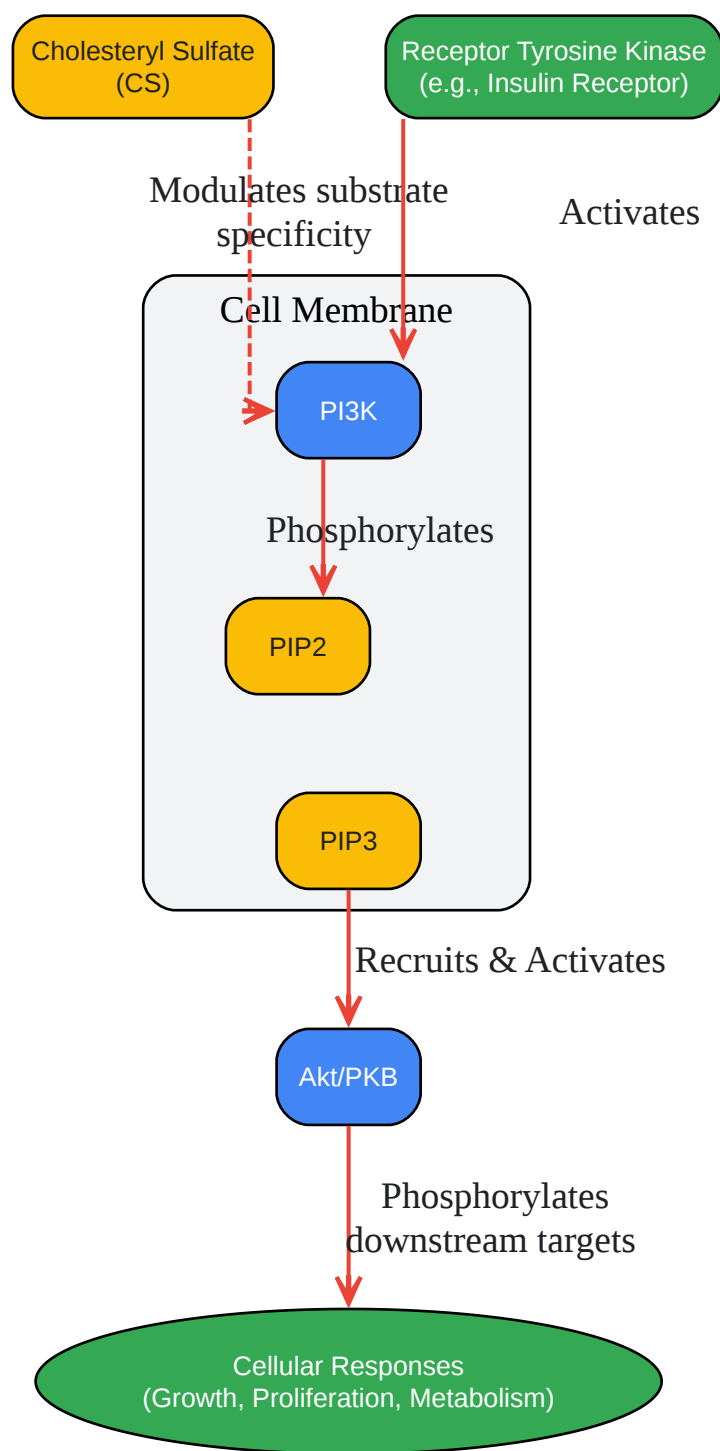 Cholesteryl Sulfate
(CS)
Receptor Tyrosine Kinase
(e.g., Insulin Receptor)
Modulates substrate
specificity
Activates
Cell Membrane
PI3K
Phosphorylates
PIP2
PIP3
Recruits & Activates
Akt/PKB
Phosphorylates
downstream targets
Cellular Responses
(Growth, Proliferation, Metabolism)